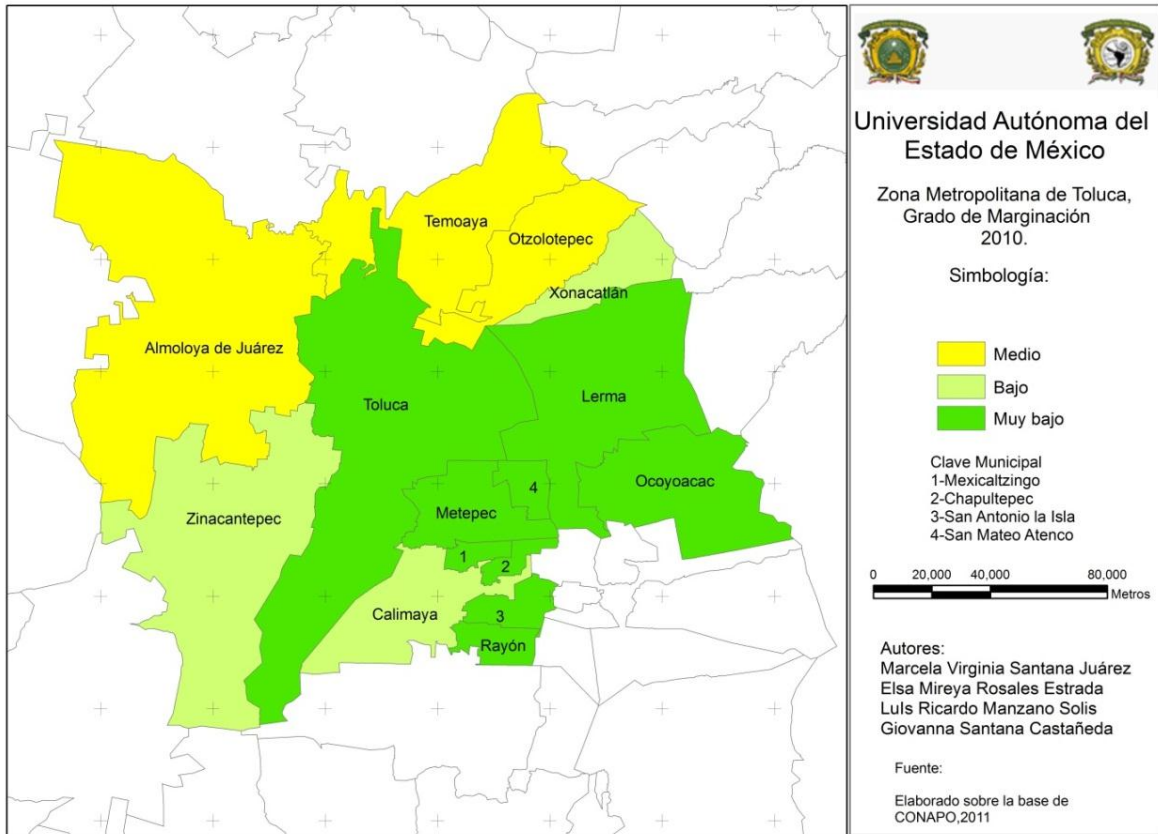 Temoaya
Otzolotepec
Xonacatlán
Almoloya de Juárez
Toluca
Lerma
Ocoyoacac
4
Zinacantepec
Metepec
1
2
Calimaya
3
Rayón
Universidad Autónoma del
Estado de México
Zona Metropolitana de Toluca,
Grado de Marginación
2010.
Simbología:
Medio
Bajo
Muy bajo
Clave Municipal
1-Mexicaltzingo
2-Chapultepec
3-San Antonio la Isla
4-San Mateo Atenco
0 20,000 40,000 80,000
Metros
Autores:
Marcela Virginia Santana Juárez
Elsa Mireya Rosales Estrada
LuIs Ricardo Manzano Solis
Giovanna Santana Castañeda
Fuente:
Elaborado sobre la base de
CONAPO,2011